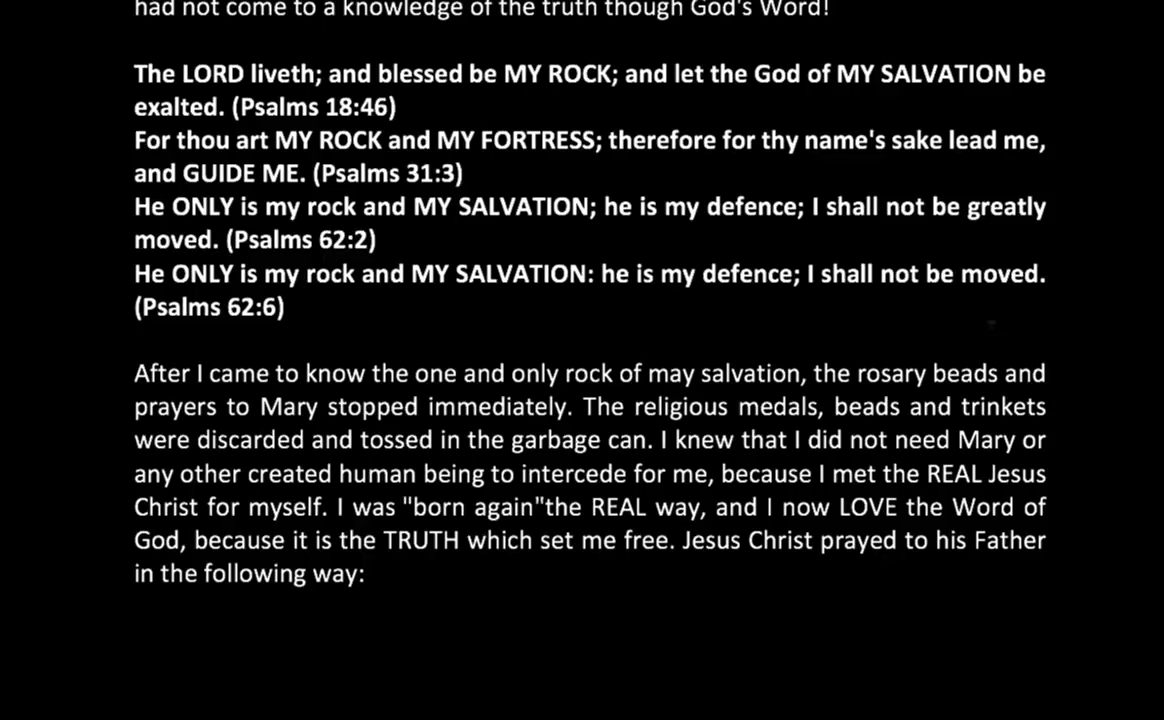 had not come to a knowledge of the truth though God's Word!
The LORD liveth; and blessed be MY ROCK; and let the God of MY SALVATION be
exalted. (Psalms 18:46)
For thou art MY ROCK and MY FORTRESS; therefore for thy name's sake lead me,
and GUIDE ME. (Psalms 31:3)
He ONLY is my rock and MY SALVATION; he is my defence; I shall not be greatly
moved. (Psalms 62:2)
He ONLY is my rock and MY SALVATION: he is my defence; I shall not be moved.
(Psalms 62:6)
After I came to know the one and only rock of may salvation, the rosary beads and
prayers to Mary stopped immediately. The religious medals, beads and trinkets
were discarded and tossed in the garbage can. I knew that I did not need Mary or
any other created human being to intercede for me, because I met the REAL Jesus
Christ for myself. I was "born again"the REAL way, and I now LOVE the Word of
God, because it is the TRUTH which set me free. Jesus Christ prayed to his Father
in the following way: